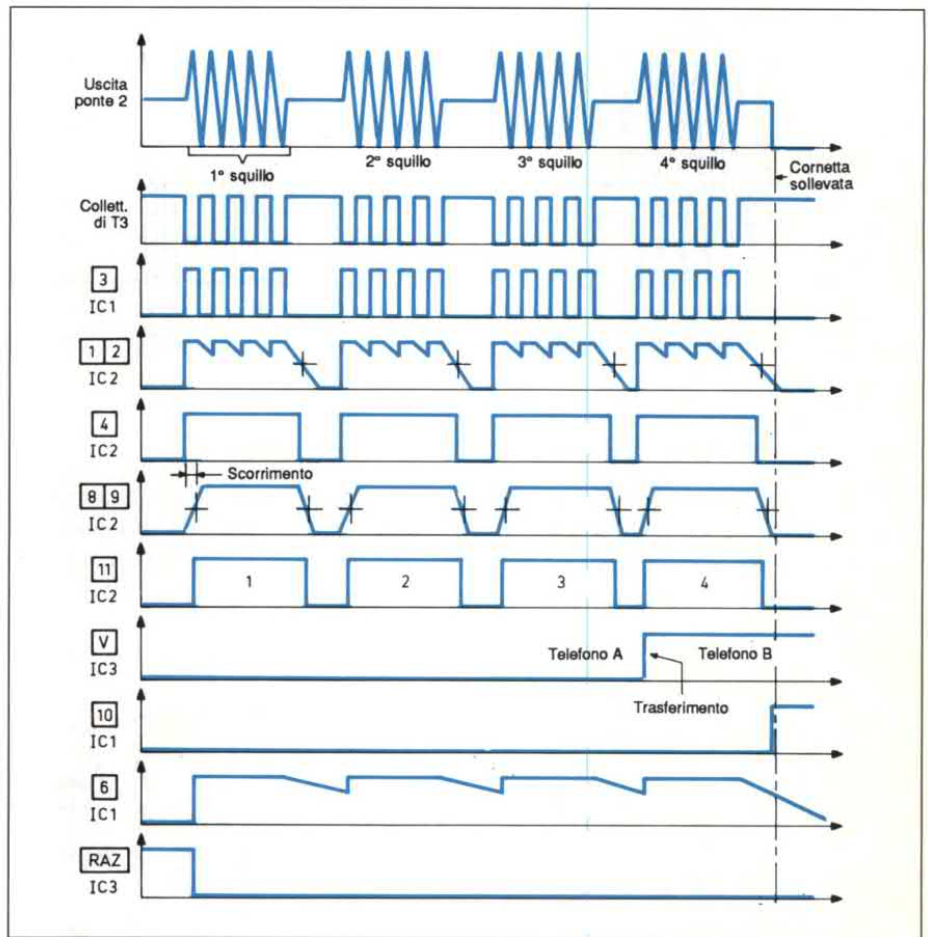 Uscita
ponte 2
1° squillo
2° squillo
3° squillo
4° squillo
Cornetta
sollevata
Collett.
di T3
3
IC1
1 2
IC2
4
IC2
Scorrimento
8 9
IC2
11
IC2
1
2
3
4
V
IC3
Telefono A
Telefono B
Trasferimento
10
IC1
6
IC1
RAZ
IC3